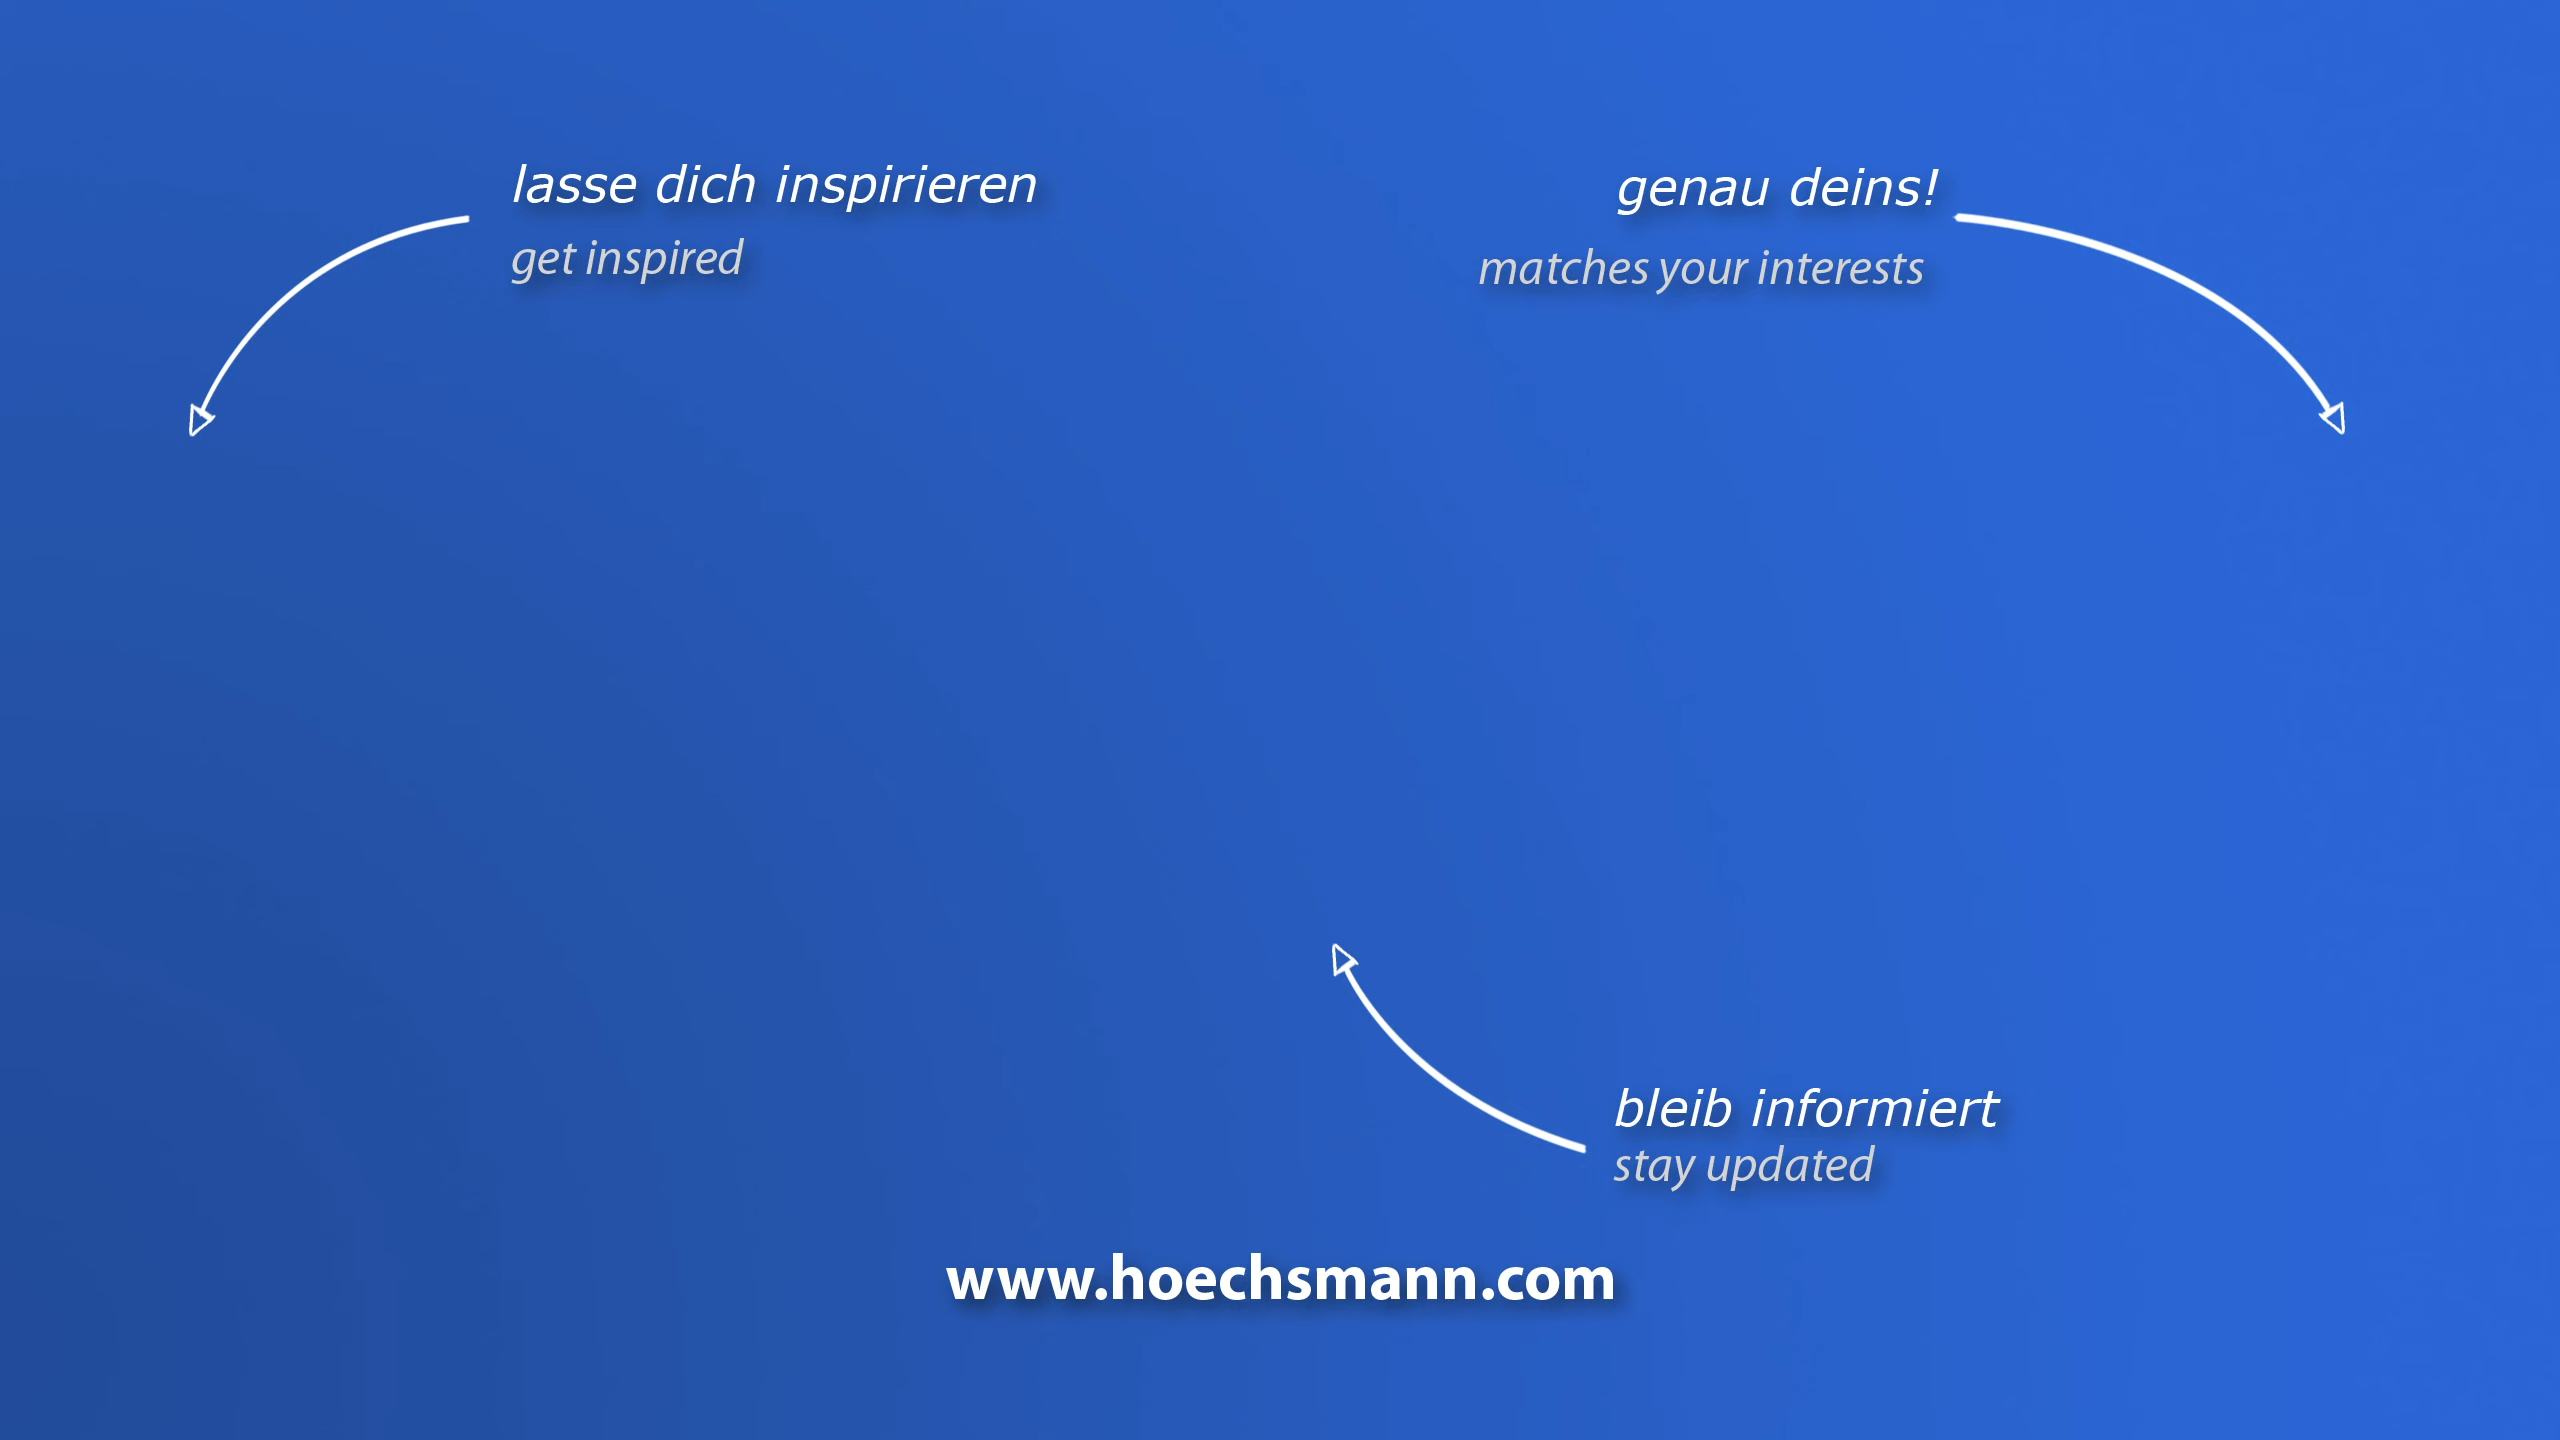 lasse dich inspirieren
get inspired
genau deins!
matches your interests
bleib informiert
stay updated
www.hoechsmann.com